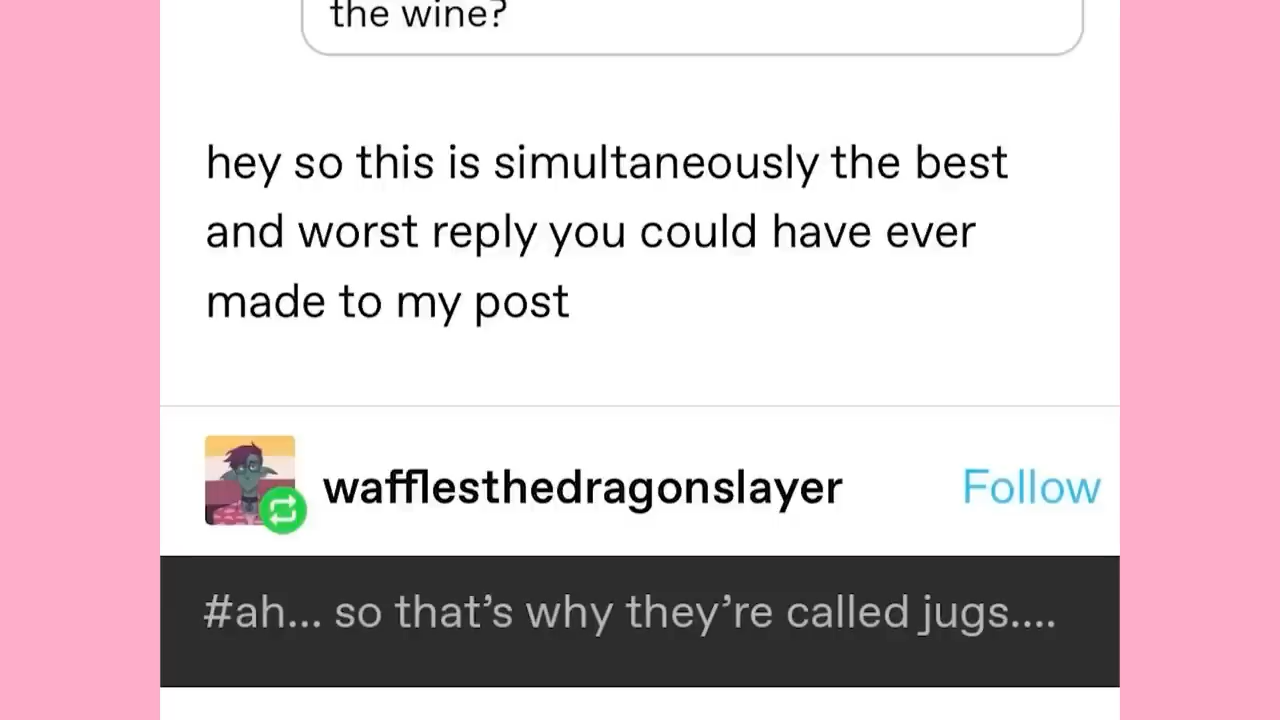 the wine?
hey so this is simultaneously the best
and worst reply you could have ever
made to my post
wafflesthedragonslayer Follow
#ah... so that’s why they’re called jugs....